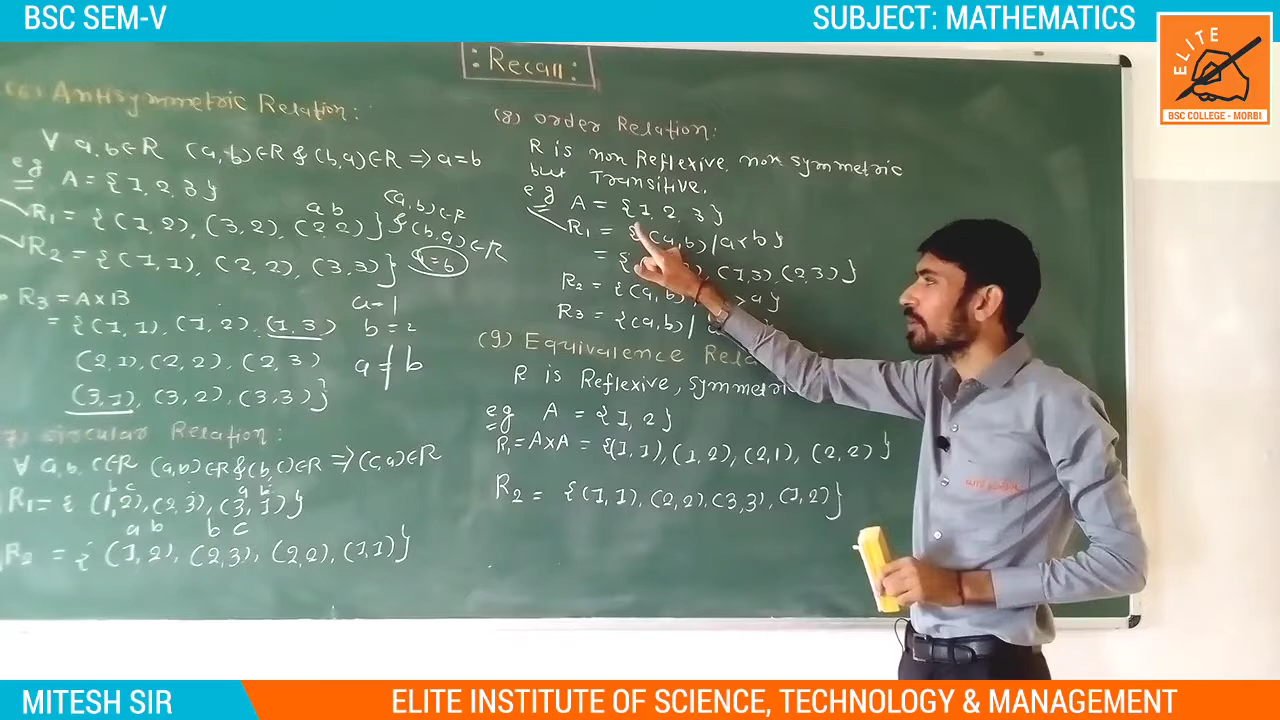 BSC SEM-V
SUBJECT: MATHEMATICS
ELITE
BSC COLLEGE - MORBI
: Recall :
(6) Antisymmetric Relation:
∀ a,b∈R (a,b)∈R & (b,a)∈R ⇒ a=b
eg A = {1,2,3}
R1 = { (1,2), (3,2), (2,2) }
a b
(a,b)∈R
& (b,a)∈R
a=b
R2 = { (1,1), (2,2), (3,3) }
R3 = A×B
= { (1,1), (1,2), (1,3)
(2,1), (2,2), (2,3)
(3,1), (3,2), (3,3) }
a=1
b=2
a≠b
7) circular Relation:
∀ a,b,c∈R (a,b)∈R & (b,c)∈R ⇒ (c,a)∈R
R1 = { (1,2), (2,3), (3,1) }
a b b c
R2 = { (1,2), (2,3), (2,2), (1,1) }
(8) order Relation:
R is non Reflexive, non symmetric
but Transitive.
eg A = {1,2,3}
R1 = { (a,b) / a<b }
= { (1,3), (2,3) }
R2 = { (a,b) >a }
R3 = { (a,b) /
(9) Equivalence Rela
R is Reflexive, symmetric
eg A = {1,2}
R1 = A×A = {(1,1), (1,2), (2,1), (2,2) }
R2 = { (1,1), (2,2), (3,3), (1,2) }
MITESH SIR
ELITE INSTITUTE OF SCIENCE, TECHNOLOGY & MANAGEMENT